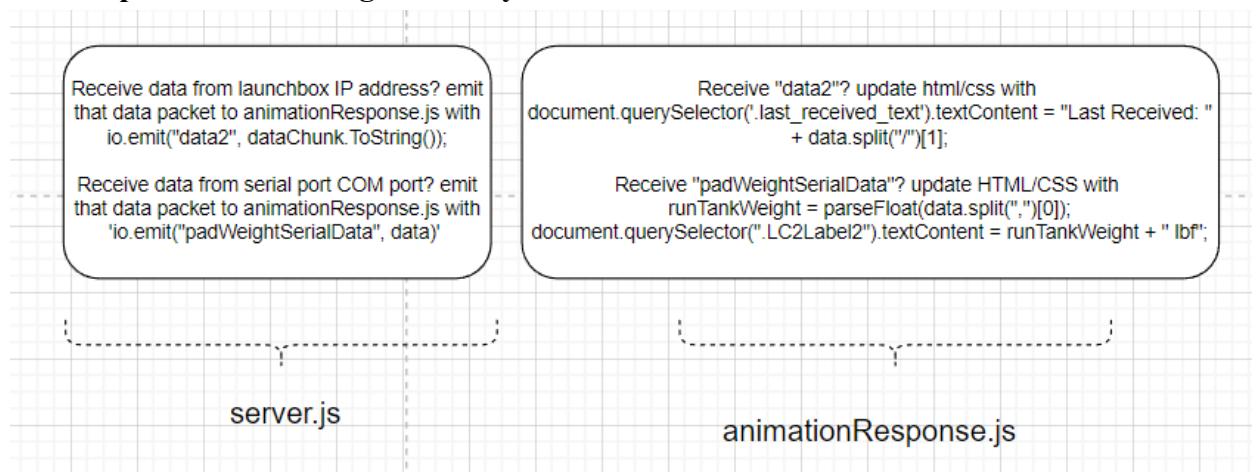 Receive data from launchbox IP address? emit
that data packet to animationResponse.js with
io.emit("data2", dataChunk.ToString());
Receive data from serial port COM port? emit
that data packet to animationResponse.js with
'io.emit("padWeightSerialData", data)'
Receive "data2"? update html/css with
document.querySelector('.last_received_text').textContent = "Last Received: "
+ data.split("/")[1];
Receive "padWeightSerialData"? update HTML/CSS with
runTankWeight = parseFloat(data.split(",")[0]);
document.querySelector(".LC2Label2").textContent = runTankWeight + " lbf";
server.js
animationResponse.js